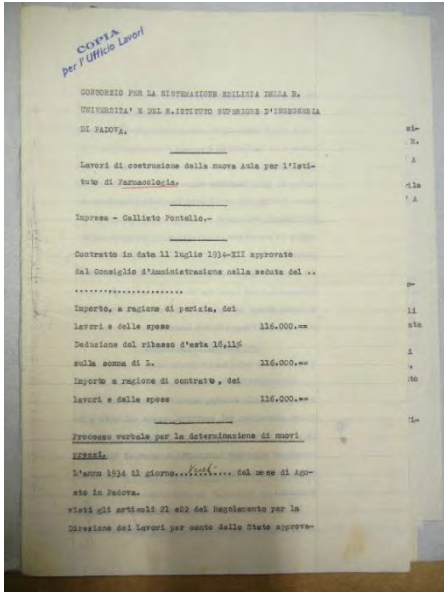 COPIA
per l'Ufficio Lavori
CONSORZIO PER LA SISTEMAZIONE EDILIZIA DELLA R.
UNIVERSITA' E DEL R.ISTITUTO SUPERIORE D'INGEGNERIA
DI PADOVA.
Lavori di costruzione della nuova Aula per l'Isti-
tuto di Farmacologia.
Impresa - Callisto Pontello.-
Contratto in data 11 luglio 1934-XII approvato
dal Consiglio d'Amministrazione nella seduta del ..
......................
Importo, a ragione di perizia, dei
lavori e delle spese 116.000.==
Deduzione del ribasso d'asta 18,11%
sulla somma di L. 116.000.==
Importo a ragione di contratto, dei
lavori e delle spese 116.000.==
Processo verbale per la determinazione di nuovi
prezzi.
L'anno 1934 il giorno........ del mese di Ago-
sto in Padova.
visti gli articoli 21 e22 del Regolamento per la
Direzione dei Lavori per conto dello Stato approva-